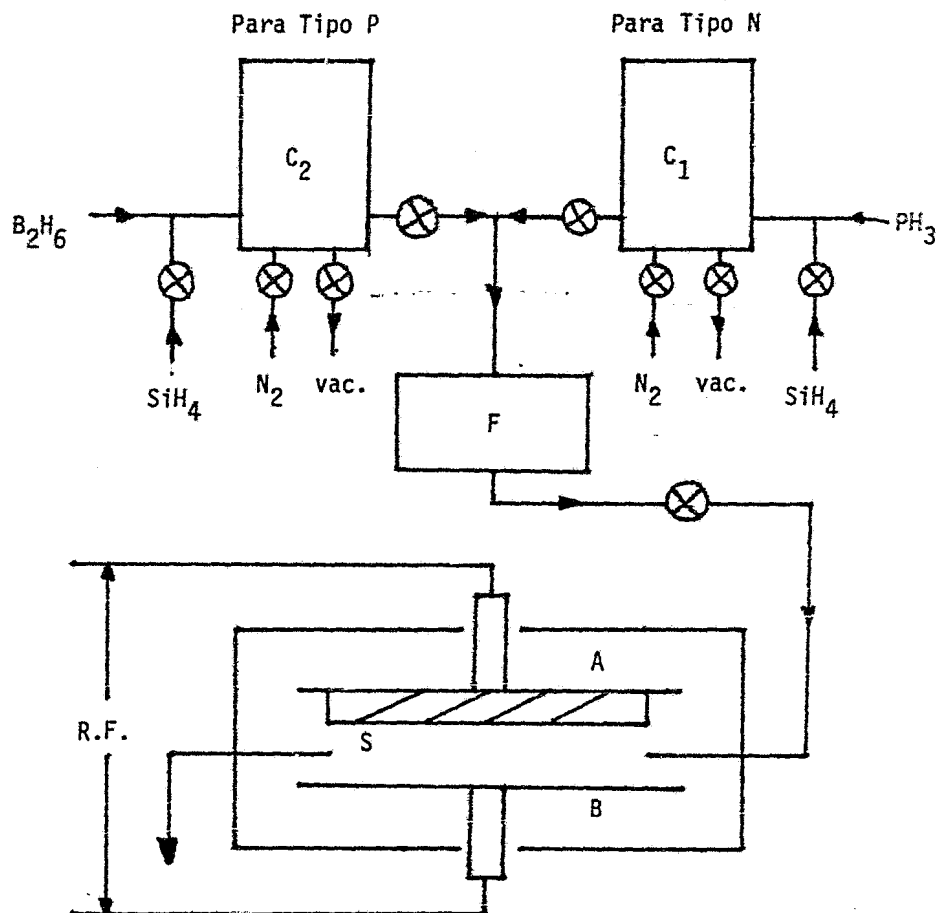 Para Tipo P
Para Tipo N
C₂
C₁
B₂H₆
PH₃
SiH₄
N₂
vac.
N₂
vac.
SiH₄
F
A
R.F.
S
B